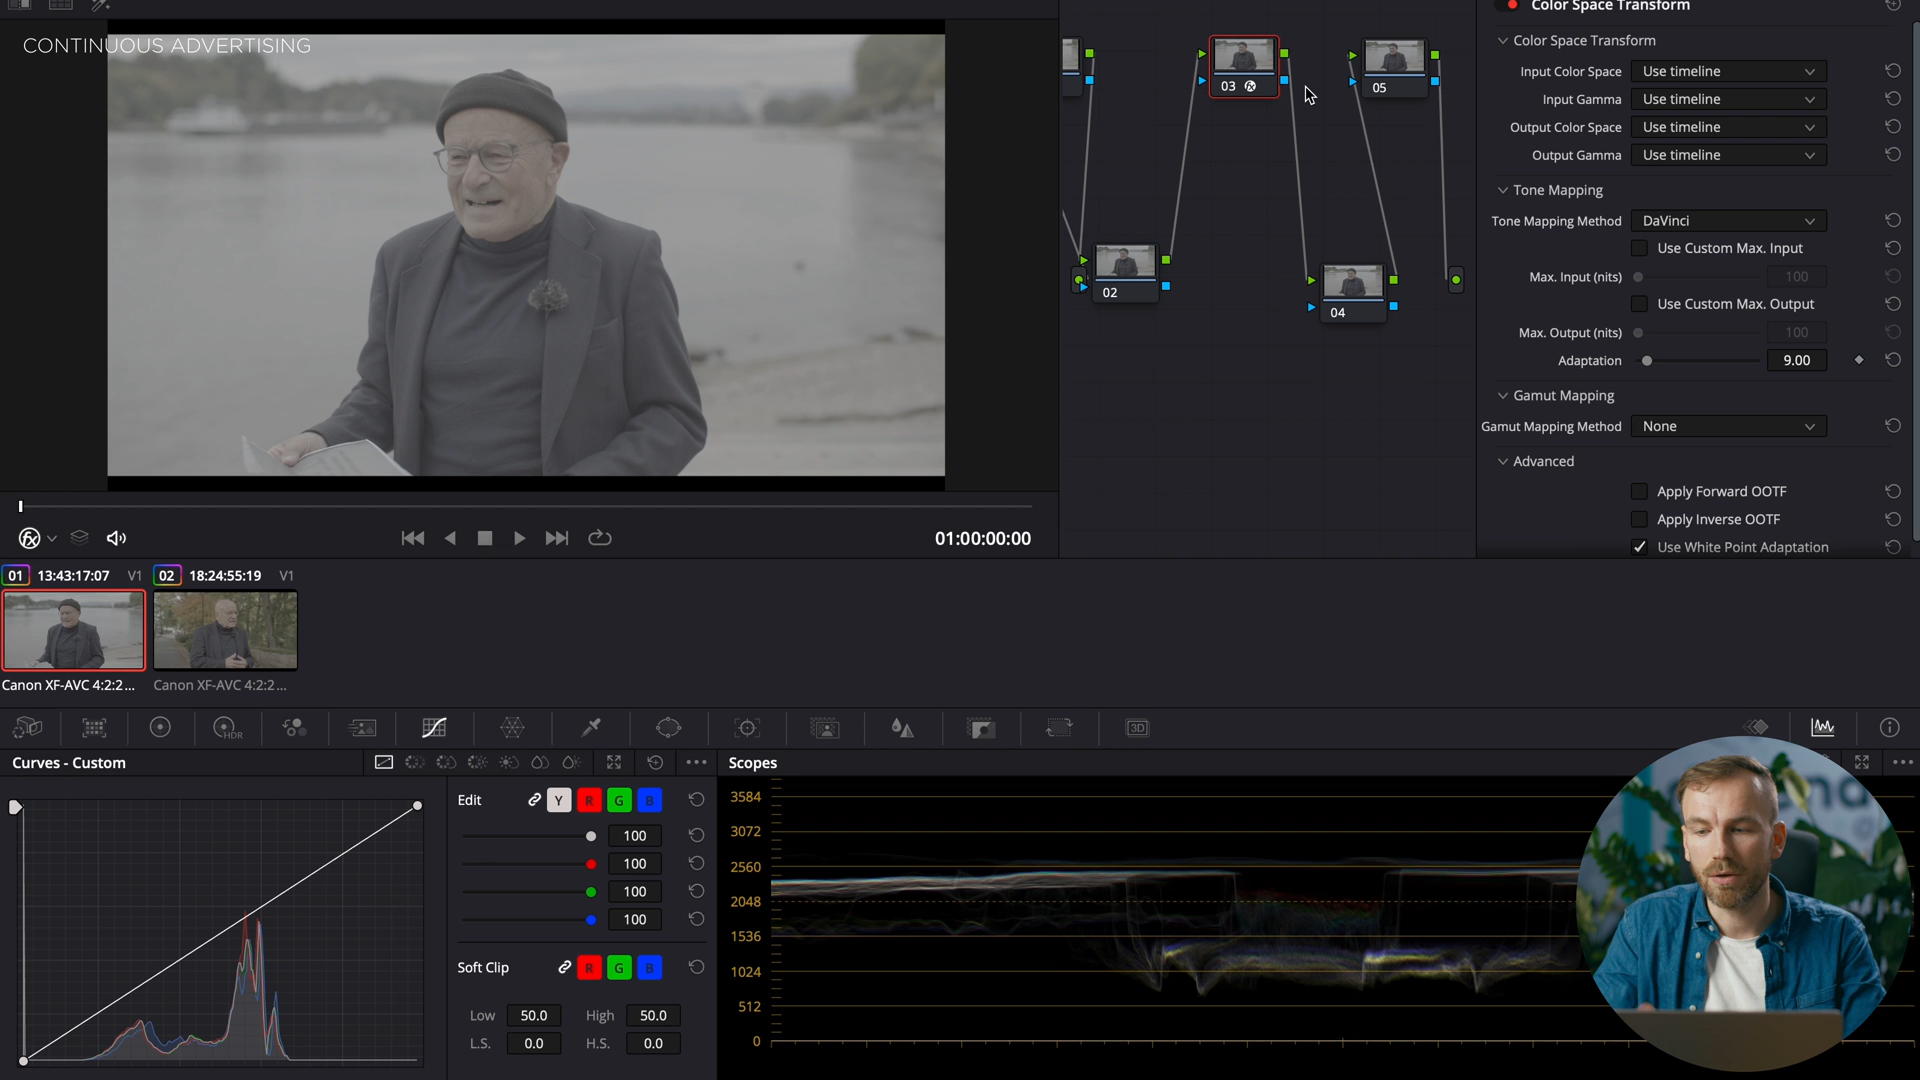 CONTINUOUS ADVERTISING
03
05
02
04
Color Space Transform
Color Space Transform
Input Color Space Use timeline
Input Gamma Use timeline
Output Color Space Use timeline
Output Gamma Use timeline
Tone Mapping
Tone Mapping Method DaVinci
Use Custom Max. Input
Max. Input (nits) 100
Use Custom Max. Output
Max. Output (nits) 100
Adaptation 9.00
Gamut Mapping
Gamut Mapping Method None
Advanced
Apply Forward OOTF
Apply Inverse OOTF
Use White Point Adaptation
01:00:00:00
01 13:43:17:07 V1 02 18:24:55:19 V1
Canon XF-AVC 4:2:2... Canon XF-AVC 4:2:2...
HDR
3D
Curves - Custom
Edit Y R G B
100
100
100
100
Soft Clip R G B
Low 50.0 High 50.0
L.S. 0.0 H.S. 0.0
Scopes
3584
3072
2560
2048
1536
1024
512
0